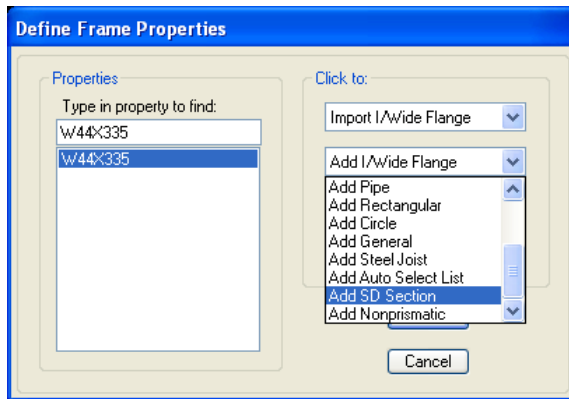 Define Frame Properties
Properties
Type in property to find:
W44X335
W44X335
Click to:
Import I/Wide Flange
Add I/Wide Flange
Add Pipe
Add Rectangular
Add Circle
Add General
Add Steel Joist
Add Auto Select List
Add SD Section
Add Nonprismatic
Cancel